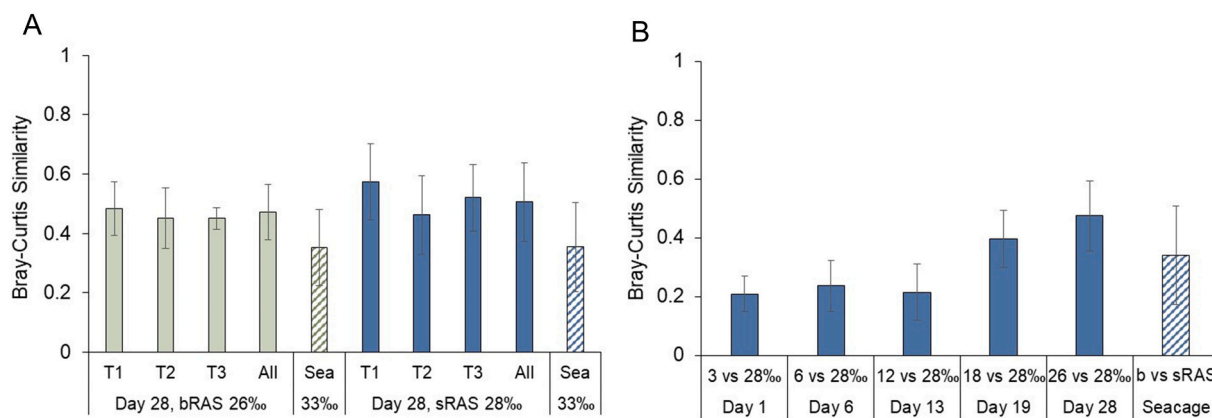 A
Bray-Curtis Similarity
1
0.8
0.6
0.4
0.2
0
T1 T2 T3 All Sea T1 T2 T3 All Sea
Day 28, bRAS 26‰ 33‰ Day 28, sRAS 28‰ 33‰
B
Bray-Curtis Similarity
1
0.8
0.6
0.4
0.2
0
3 vs 28‰ 6 vs 28‰ 12 vs 28‰ 18 vs 28‰ 26 vs 28‰ b vs sRAS
Day 1 Day 6 Day 13 Day 19 Day 28 Seacage